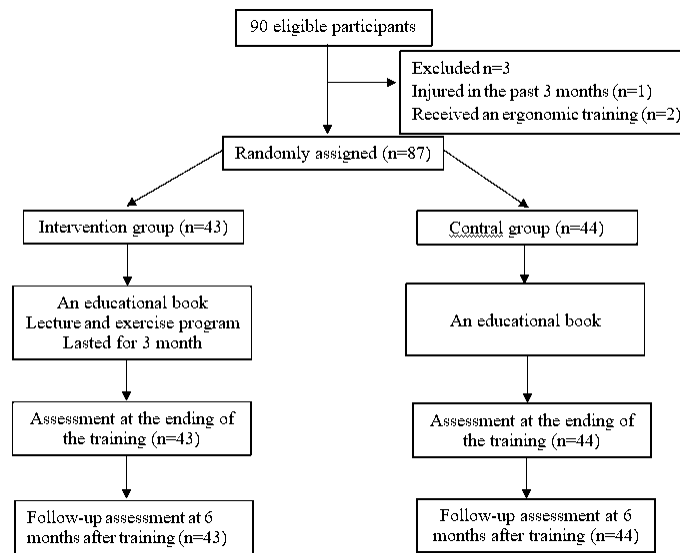 90 eligible participants
Excluded n=3
Injured in the past 3 months (n=1)
Received an ergonomic training (n=2)
Randomly assigned (n=87)
Intervention group (n=43)
Contral group (n=44)
An educational book
Lecture and exercise program
Lasted for 3 month
An educational book
Assessment at the ending of
the training (n=43)
Assessment at the ending of
the training (n=44)
Follow-up assessment at 6
months after training (n=43)
Follow-up assessment at 6
months after training (n=44)